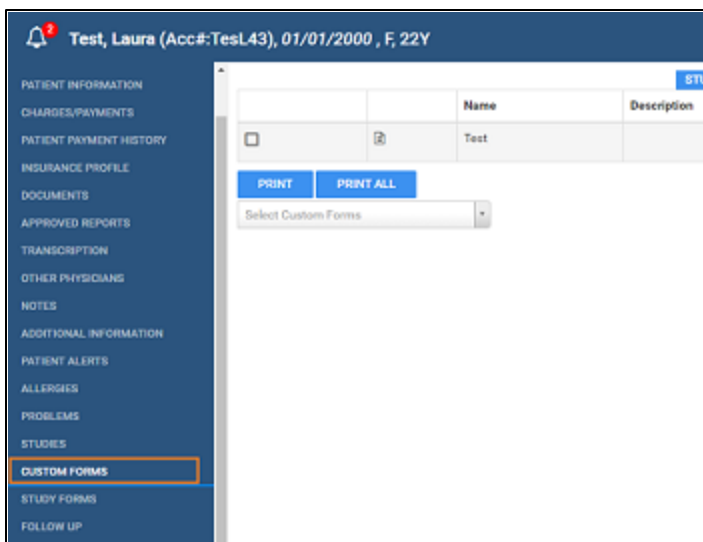 2
Test, Laura (Acc#:TesL43), 01/01/2000 , F, 22Y
PATIENT INFORMATION
CHARGES/PAYMENTS
PATIENT PAYMENT HISTORY
INSURANCE PROFILE
DOCUMENTS
APPROVED REPORTS
TRANSCRIPTION
OTHER PHYSICIANS
NOTES
ADDITIONAL INFORMATION
PATIENT ALERTS
ALLERGIES
PROBLEMS
STUDIES
CUSTOM FORMS
STUDY FORMS
FOLLOW UP
Name Description
Test
PRINT PRINT ALL
Select Custom Forms